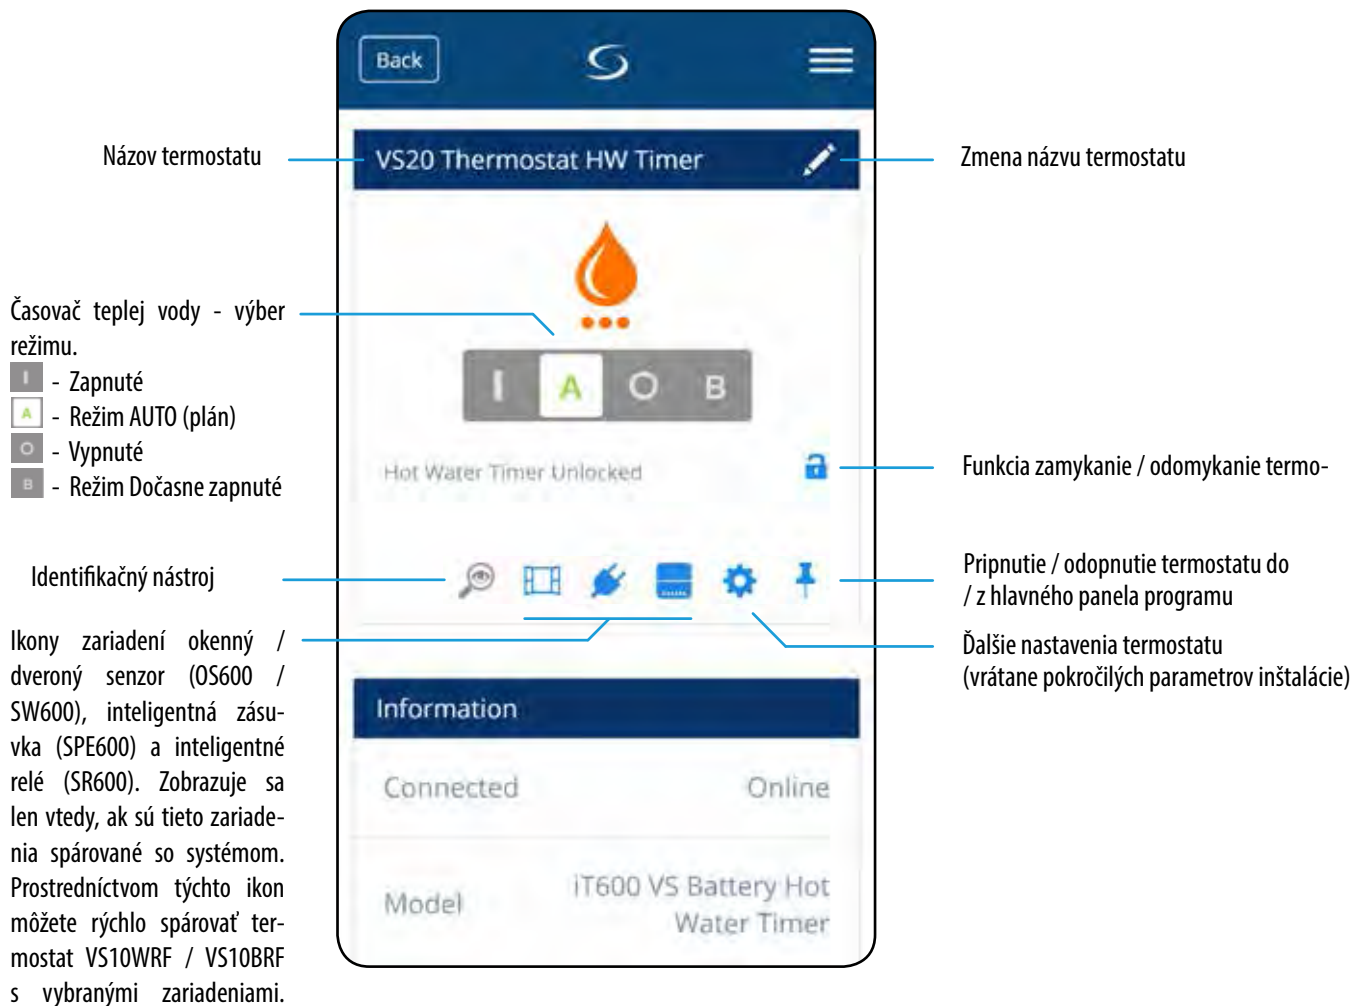 Back
Názov termostatu
VS20 Thermostat HW Timer
Zmena názvu termostatu
Časovač teplej vody - výber
režimu.
I - Zapnuté
A - Režim AUTO (plán)
O - Vypnuté
B - Režim Dočasne zapnuté
I A O B
Hot Water Timer Unlocked
Funkcia zamykanie / odomykanie termo-
Identifikačný nástroj
Pripnutie / odopnutie termostatu do
/ z hlavného panela programu
Ďalšie nastavenia termostatu
(vrátane pokročilých parametrov inštalácie)
Ikony zariadení okenný /
dveroný senzor (OS600 /
SW600), inteligentná zásu-
vka (SPE600) a inteligentné
relé (SR600). Zobrazuje sa
len vtedy, ak sú tieto zariade-
nia spárované so systémom.
Prostredníctvom týchto ikon
môžete rýchlo spárovať ter-
mostat VS10WRF / VS10BRF
s vybranými zariadeniami.
Information
Connected Online
Model iT600 VS Battery Hot
Water Timer